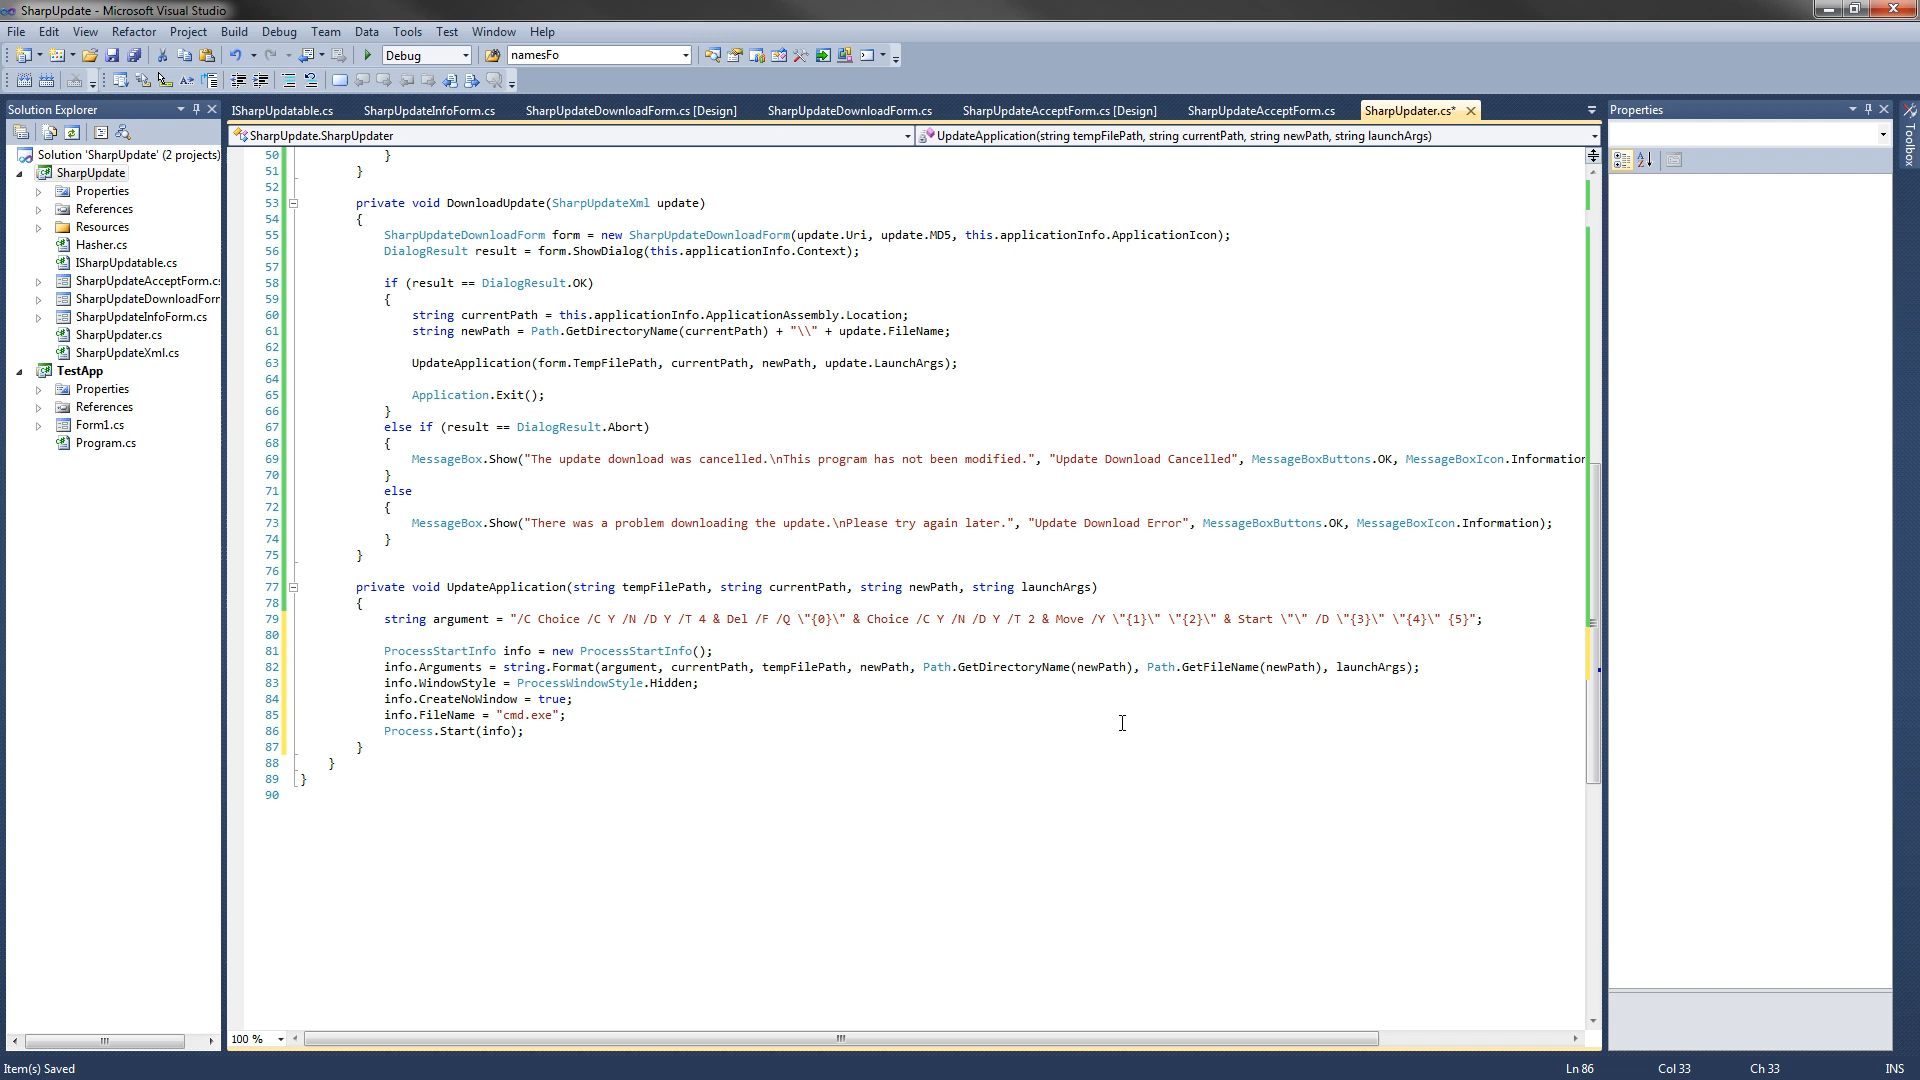 SharpUpdate - Microsoft Visual Studio
File Edit View Refactor Project Build Debug Team Data Tools Test Window Help
Debug namesFo
Solution Explorer
ISharpUpdatable.cs SharpUpdateInfoForm.cs SharpUpdateDownloadForm.cs [Design] SharpUpdateDownloadForm.cs SharpUpdateAcceptForm.cs [Design] SharpUpdateAcceptForm.cs SharpUpdater.cs*
Properties
Toolbox
SharpUpdate.SharpUpdater UpdateApplication(string tempFilePath, string currentPath, string newPath, string launchArgs)
Solution 'SharpUpdate' (2 projects)
SharpUpdate
Properties
References
Resources
Hasher.cs
ISharpUpdatable.cs
SharpUpdateAcceptForm.cs
SharpUpdateDownloadForm
SharpUpdateInfoForm.cs
SharpUpdater.cs
SharpUpdateXml.cs
TestApp
Properties
References
Form1.cs
Program.cs
50 }
51 }
52
53 private void DownloadUpdate(SharpUpdateXml update)
54 {
55 SharpUpdateDownloadForm form = new SharpUpdateDownloadForm(update.Uri, update.MD5, this.applicationInfo.ApplicationIcon);
56 DialogResult result = form.ShowDialog(this.applicationInfo.Context);
57
58 if (result == DialogResult.OK)
59 {
60 string currentPath = this.applicationInfo.ApplicationAssembly.Location;
61 string newPath = Path.GetDirectoryName(currentPath) + "\\" + update.FileName;
62
63 UpdateApplication(form.TempFilePath, currentPath, newPath, update.LaunchArgs);
64
65 Application.Exit();
66 }
67 else if (result == DialogResult.Abort)
68 {
69 MessageBox.Show("The update download was cancelled.\nThis program has not been modified.", "Update Download Cancelled", MessageBoxButtons.OK, MessageBoxIcon.Information
70 }
71 else
72 {
73 MessageBox.Show("There was a problem downloading the update.\nPlease try again later.", "Update Download Error", MessageBoxButtons.OK, MessageBoxIcon.Information);
74 }
75 }
76
77 private void UpdateApplication(string tempFilePath, string currentPath, string newPath, string launchArgs)
78 {
79 string argument = "/C Choice /C Y /N /D Y /T 4 & Del /F /Q \"{0}\" & Choice /C Y /N /D Y /T 2 & Move /Y \"{1}\" \"{2}\" & Start \"\" /D \"{3}\" \"{4}\" {5}";
80
81 ProcessStartInfo info = new ProcessStartInfo();
82 info.Arguments = string.Format(argument, currentPath, tempFilePath, newPath, Path.GetDirectoryName(newPath), Path.GetFileName(newPath), launchArgs);
83 info.WindowStyle = ProcessWindowStyle.Hidden;
84 info.CreateNoWindow = true;
85 info.FileName = "cmd.exe";
86 Process.Start(info);
87 }
88 }
89 }
90
100 %
Item(s) Saved Ln 86 Col 33 Ch 33 INS